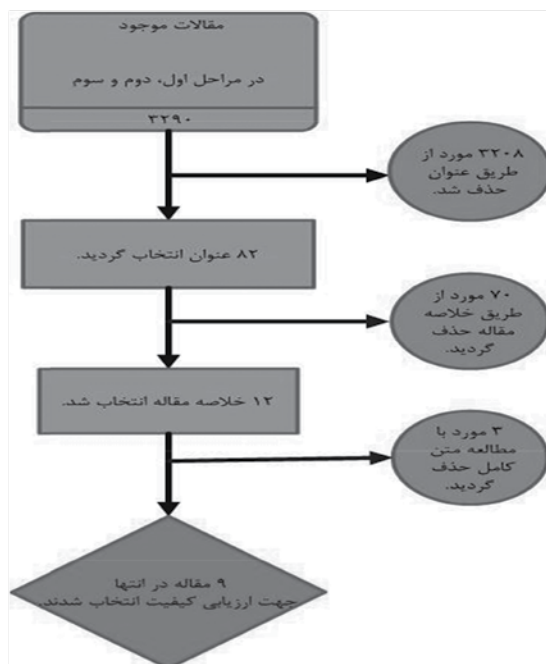 مقالات موجود
در مراحل اول، دوم و سوم
۳۲۹۰
۳۲۰۸ مورد از
طریق عنوان
حذف شد.
۸۲ عنوان انتخاب گردید.
۷۰ مورد از
طریق خلاصه
مقاله حذف
گردید.
۱۲ خلاصه مقاله انتخاب شد.
۳ مورد با
مطالعه متن
کامل حذف
گردید.
۹ مقاله در انتها
جهت ارزیابی کیفیت انتخاب شدند.